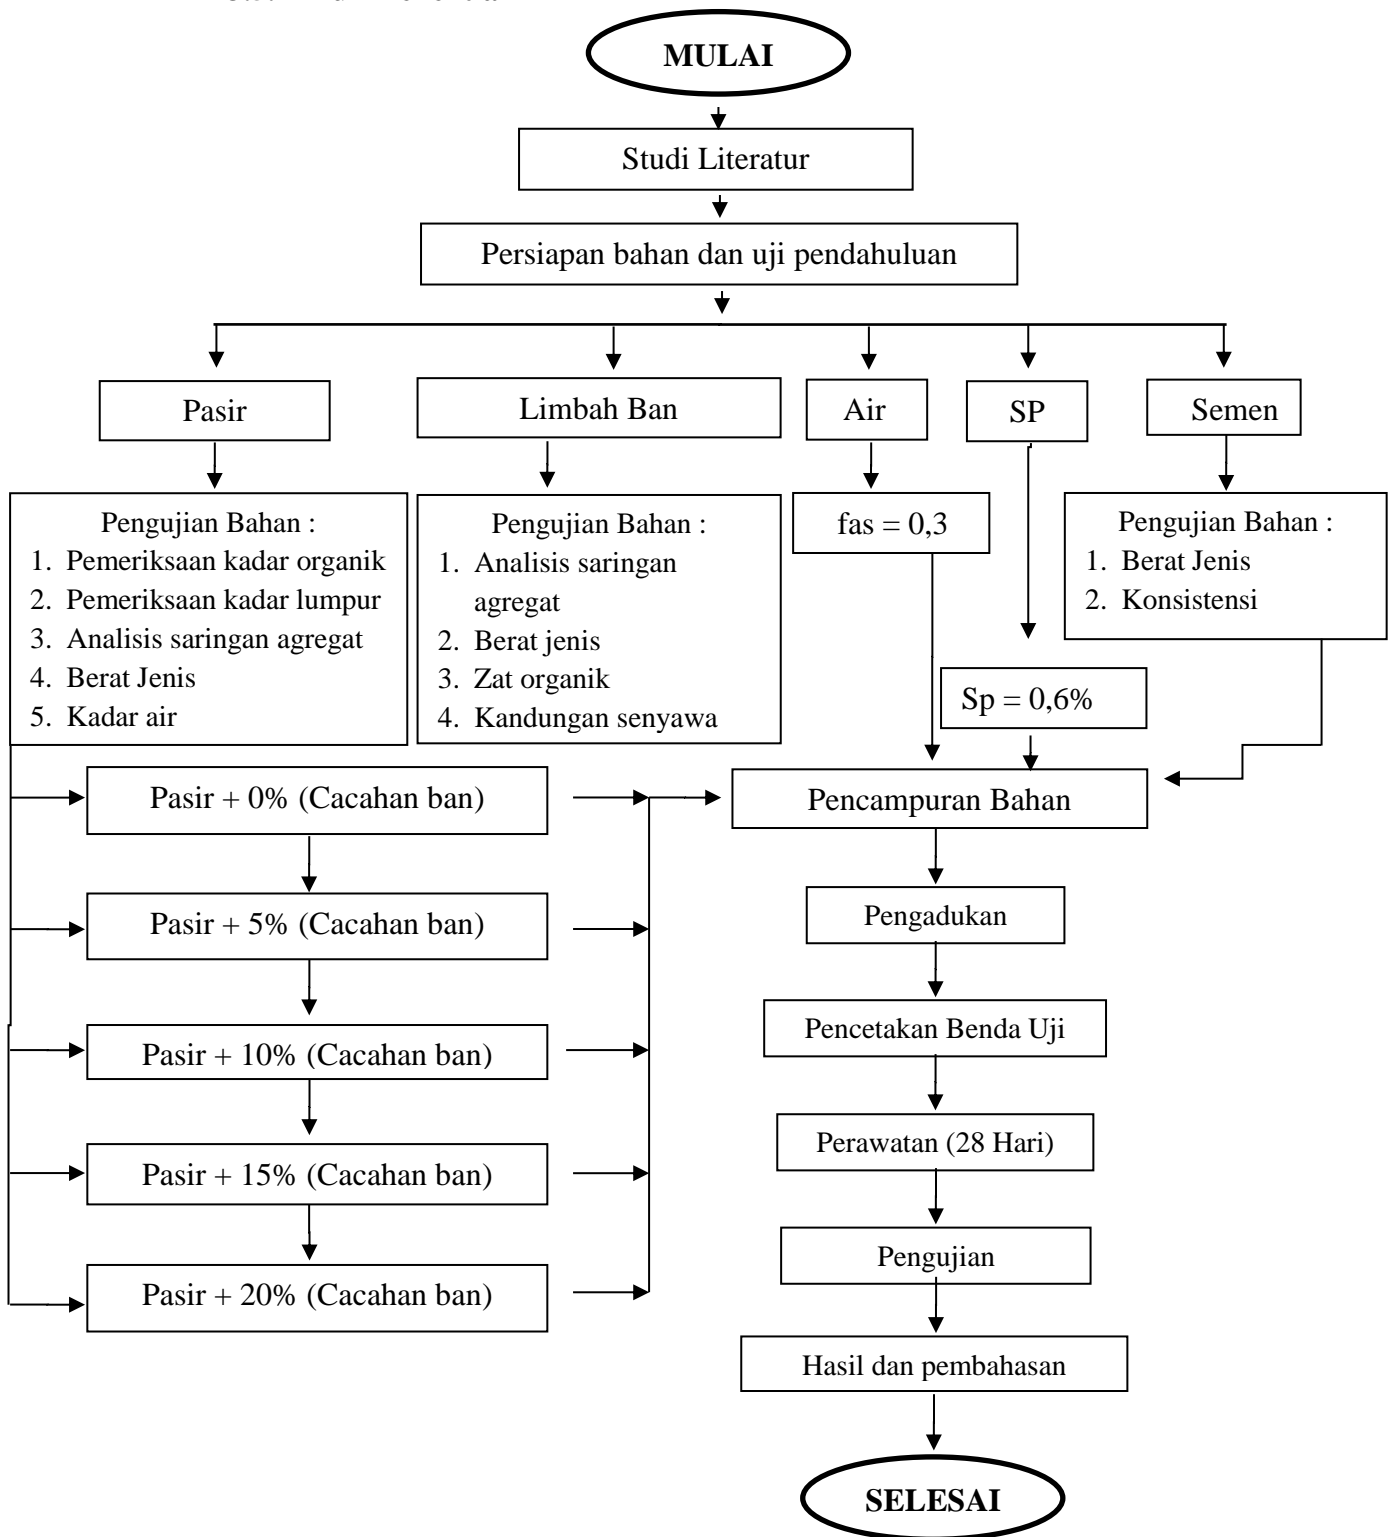 MULAI
Studi Literatur
Persiapan bahan dan uji pendahuluan
Pasir
Limbah Ban
Air
SP
Semen
Pengujian Bahan :
1. Pemeriksaan kadar organik
2. Pemeriksaan kadar lumpur
3. Analisis saringan agregat
4. Berat Jenis
5. Kadar air
Pengujian Bahan :
1. Analisis saringan
agregat
2. Berat jenis
3. Zat organik
4. Kandungan senyawa
fas = 0,3
Sp = 0,6%
Pengujian Bahan :
1. Berat Jenis
2. Konsistensi
Pasir + 0% (Cacahan ban)
Pasir + 5% (Cacahan ban)
Pasir + 10% (Cacahan ban)
Pasir + 15% (Cacahan ban)
Pasir + 20% (Cacahan ban)
Pencampuran Bahan
Pengadukan
Pencetakan Benda Uji
Perawatan (28 Hari)
Pengujian
Hasil dan pembahasan
SELESAI